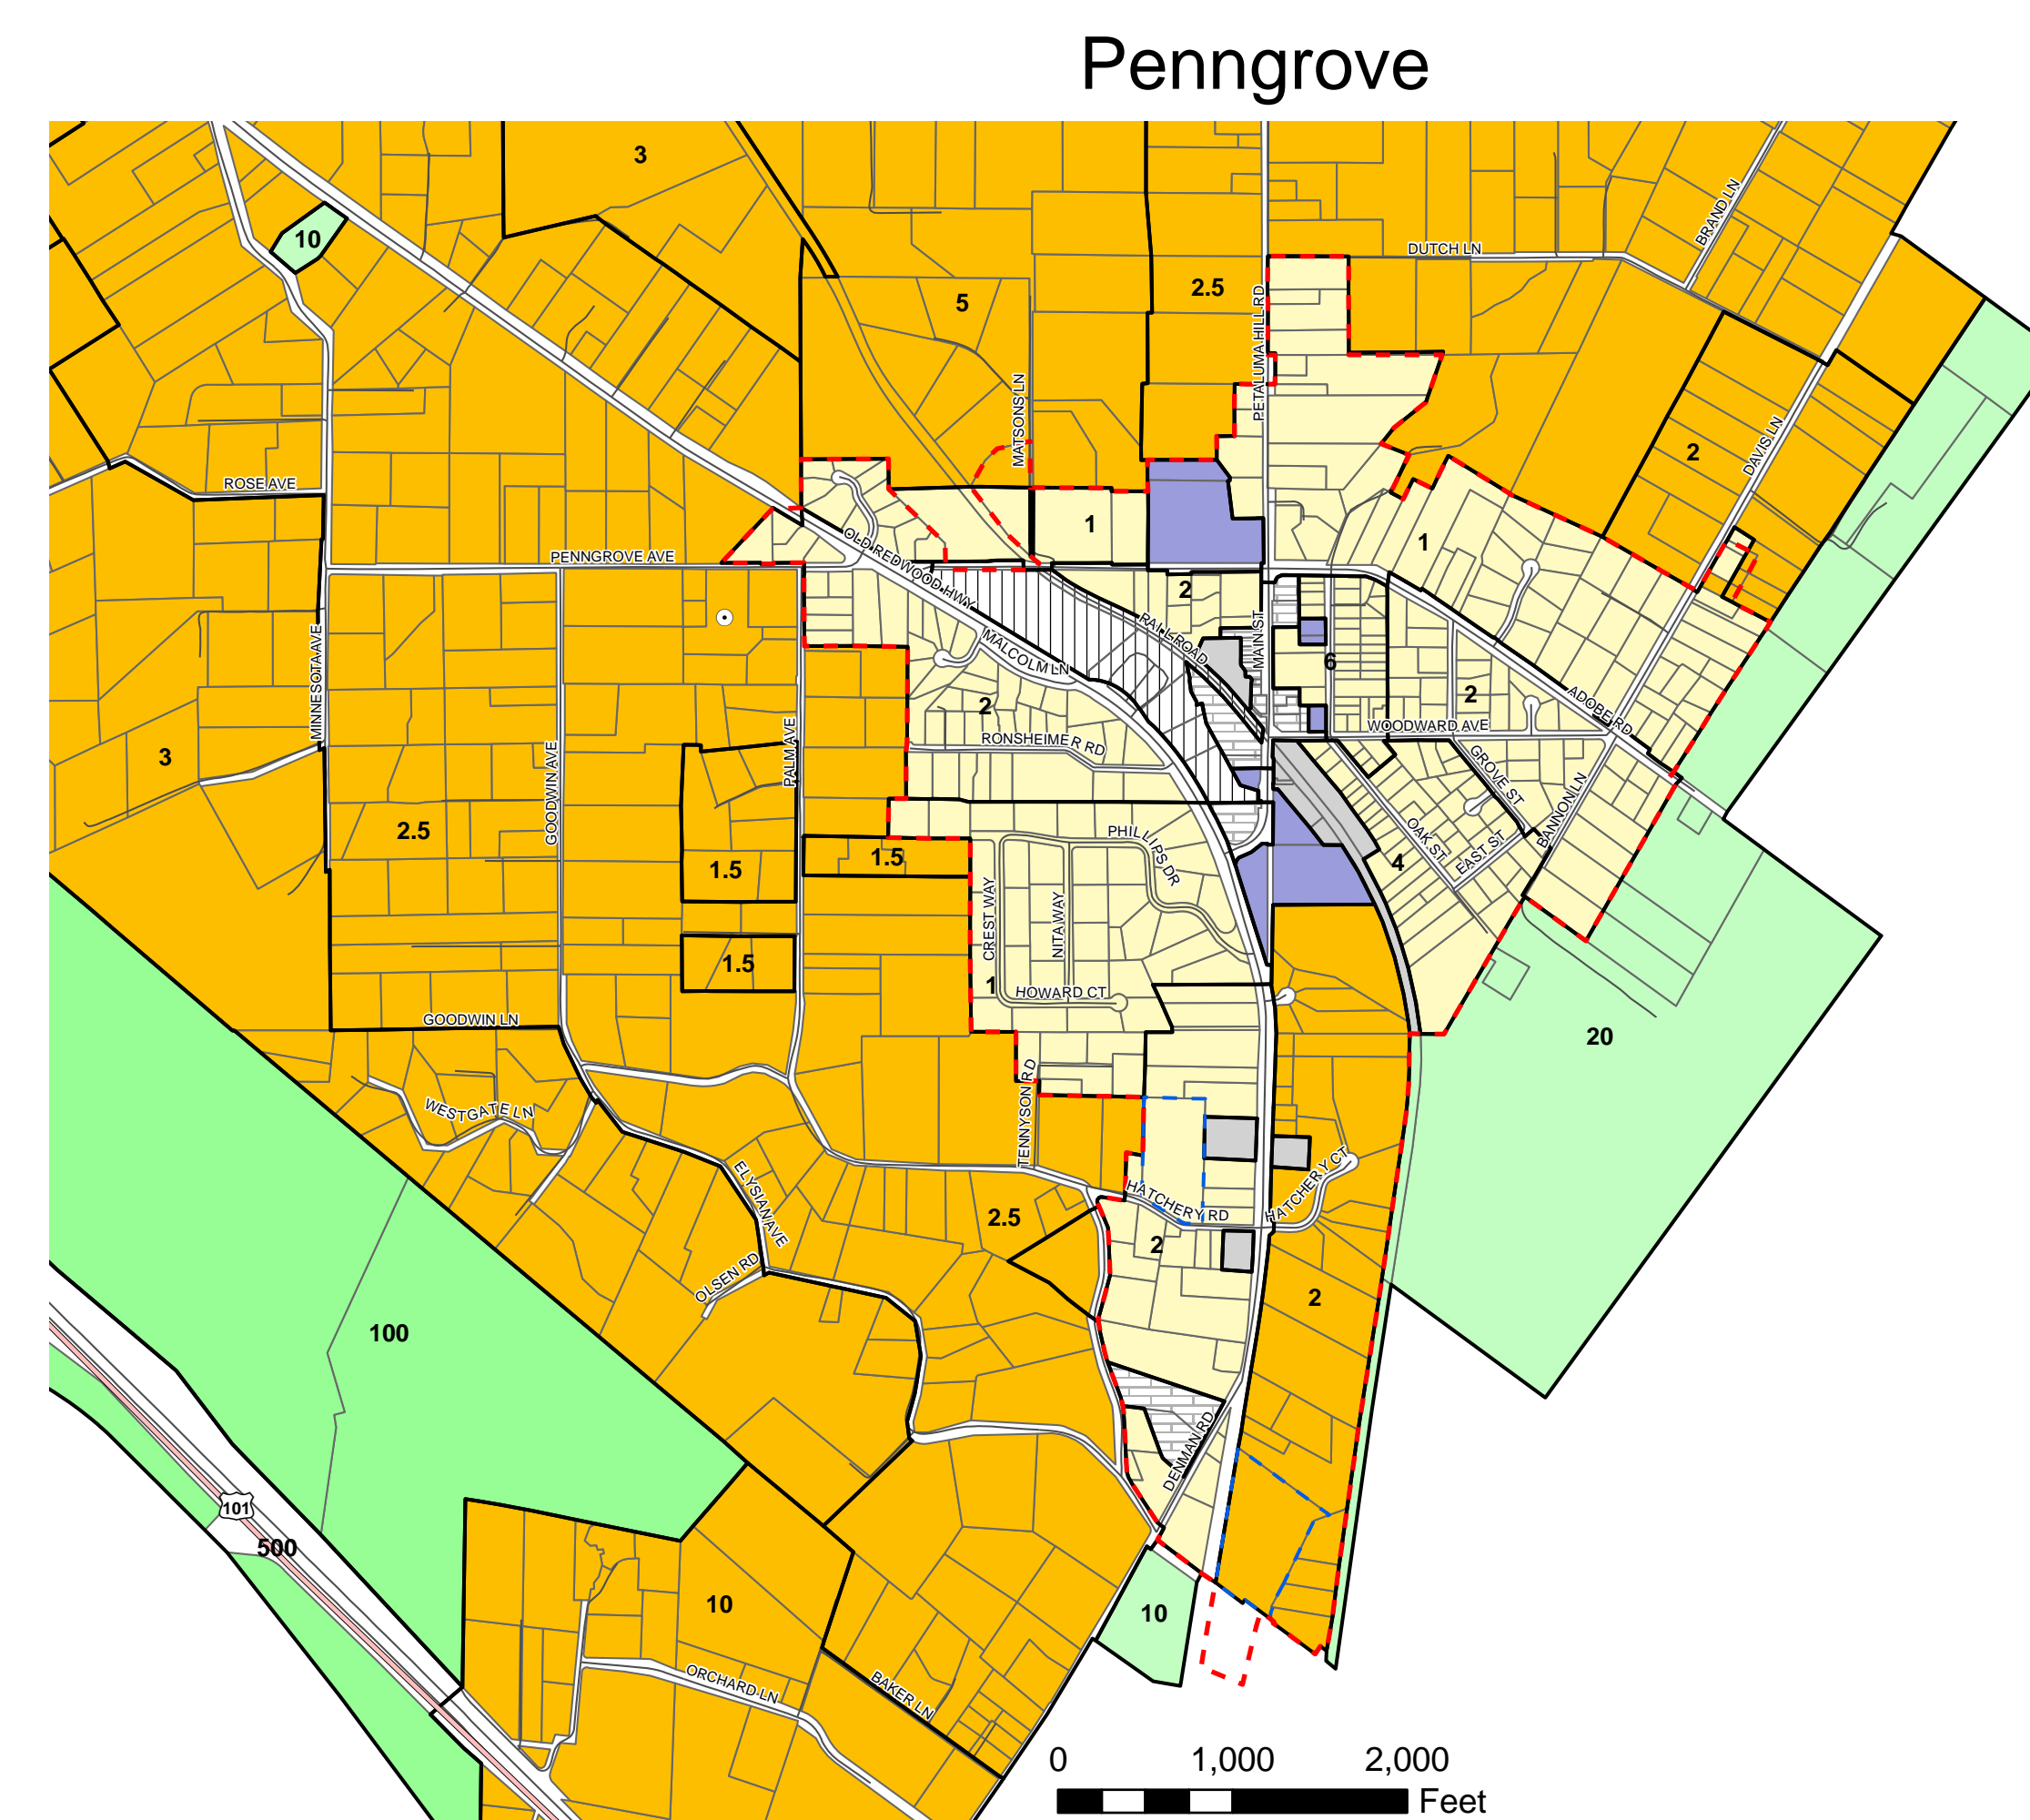 Penngrove
3
10
BRAND LN
DUTCH LN
2.5
5
PETALUMA HILL RD
MATSONS LN
2
DAVIS LN
ROSE AVE
1
1
OLD REDWOOD HWY
PENNGROVE AVE
2
RAILROAD
MAIN ST
MINNESOTA AVE
MALCOLM LN
6
2
2
ADOBE RD
WOODWARD AVE
RONSHEIMER RD
3
PALM AVE
GOODWIN AVE
GROVE ST
BANNON LN
2.5
PHILLIPS DR
OAK ST
EAST ST
1.5
1.5
4
CREST WAY
NITA WAY
1.5
1
HOWARD CT
GOODWIN LN
20
TENNYSON RD
WESTGATE LN
HATCHERY CT
ELYSIAN AVE
HATCHERY RD
2.5
2
OLSEN RD
2
100
DENMAN RD
101
500
10
10
ORCHARD LN
BAKER LN
0 1,000 2,000
Feet